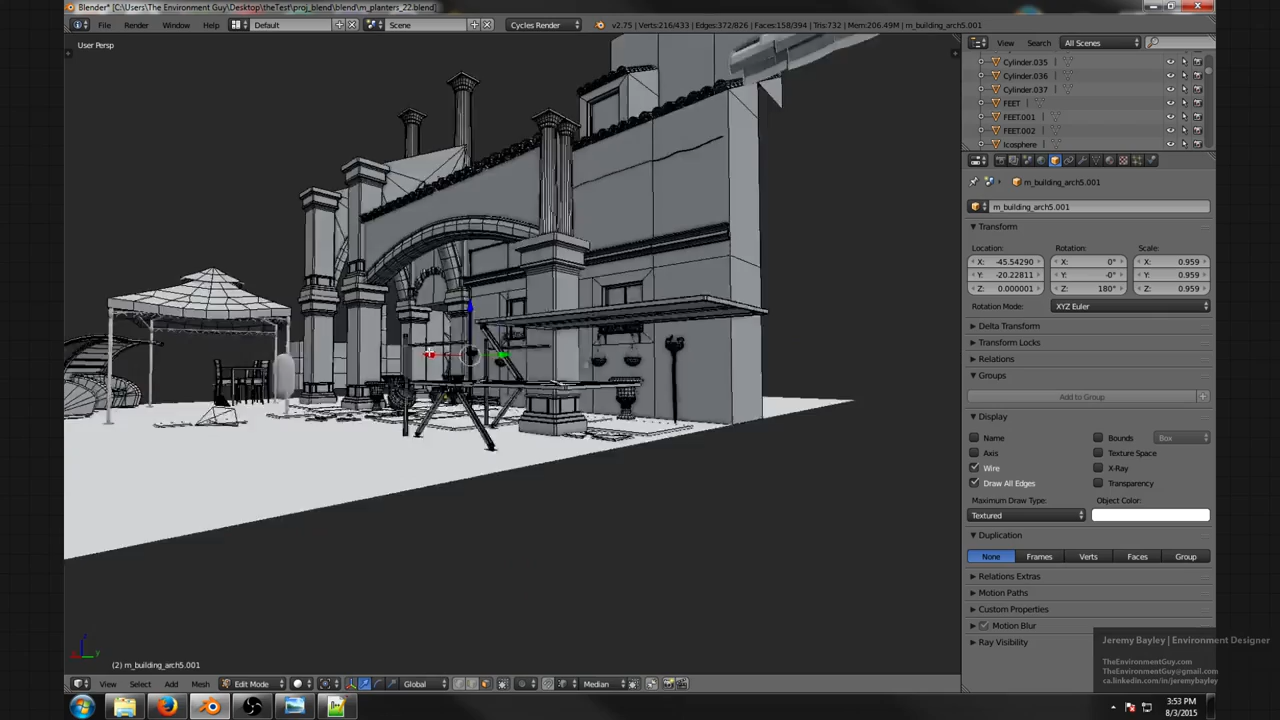 Blender* [C:\Users\The Environment Guy\Desktop\theTest\proj_blend\blend\m_planters_22.blend]
File Render Window Help Default Scene Cycles Render v2.75 | Verts:216/433 | Edges:372/826 | Faces:158/394 | Tris:732 | Mem:206.49M | m_building_arch5.001
User Persp
View Search All Scenes
Cylinder.035
Cylinder.036
Cylinder.037
FEET
FEET.001
FEET.002
Icosphere
m_building_arch5.001
m_building_arch5.001
Transform
Location: Rotation: Scale:
X: -45.54290 X: 0° X: 0.959
Y: -20.22811 Y: -0° Y: 0.959
Z: 0.000001 Z: 180° Z: 0.959
Rotation Mode: XYZ Euler
Delta Transform
Transform Locks
Relations
Groups
Add to Group
Display
Name Bounds Box
Axis Texture Space
Wire X-Ray
Draw All Edges Transparency
Maximum Draw Type: Object Color:
Textured
Duplication
None Frames Verts Faces Group
Relations Extras
Motion Paths
Custom Properties
Motion Blur
Ray Visibility
Jeremy Bayley | Environment Designer
TheEnvironmentGuy.com
TheEnvironmentGuy@gmail.com
ca.linkedin.com/in/jeremybayley
(2) m_building_arch5.001
View Select Add Mesh Edit Mode Global Median
3:53 PM
8/3/2015